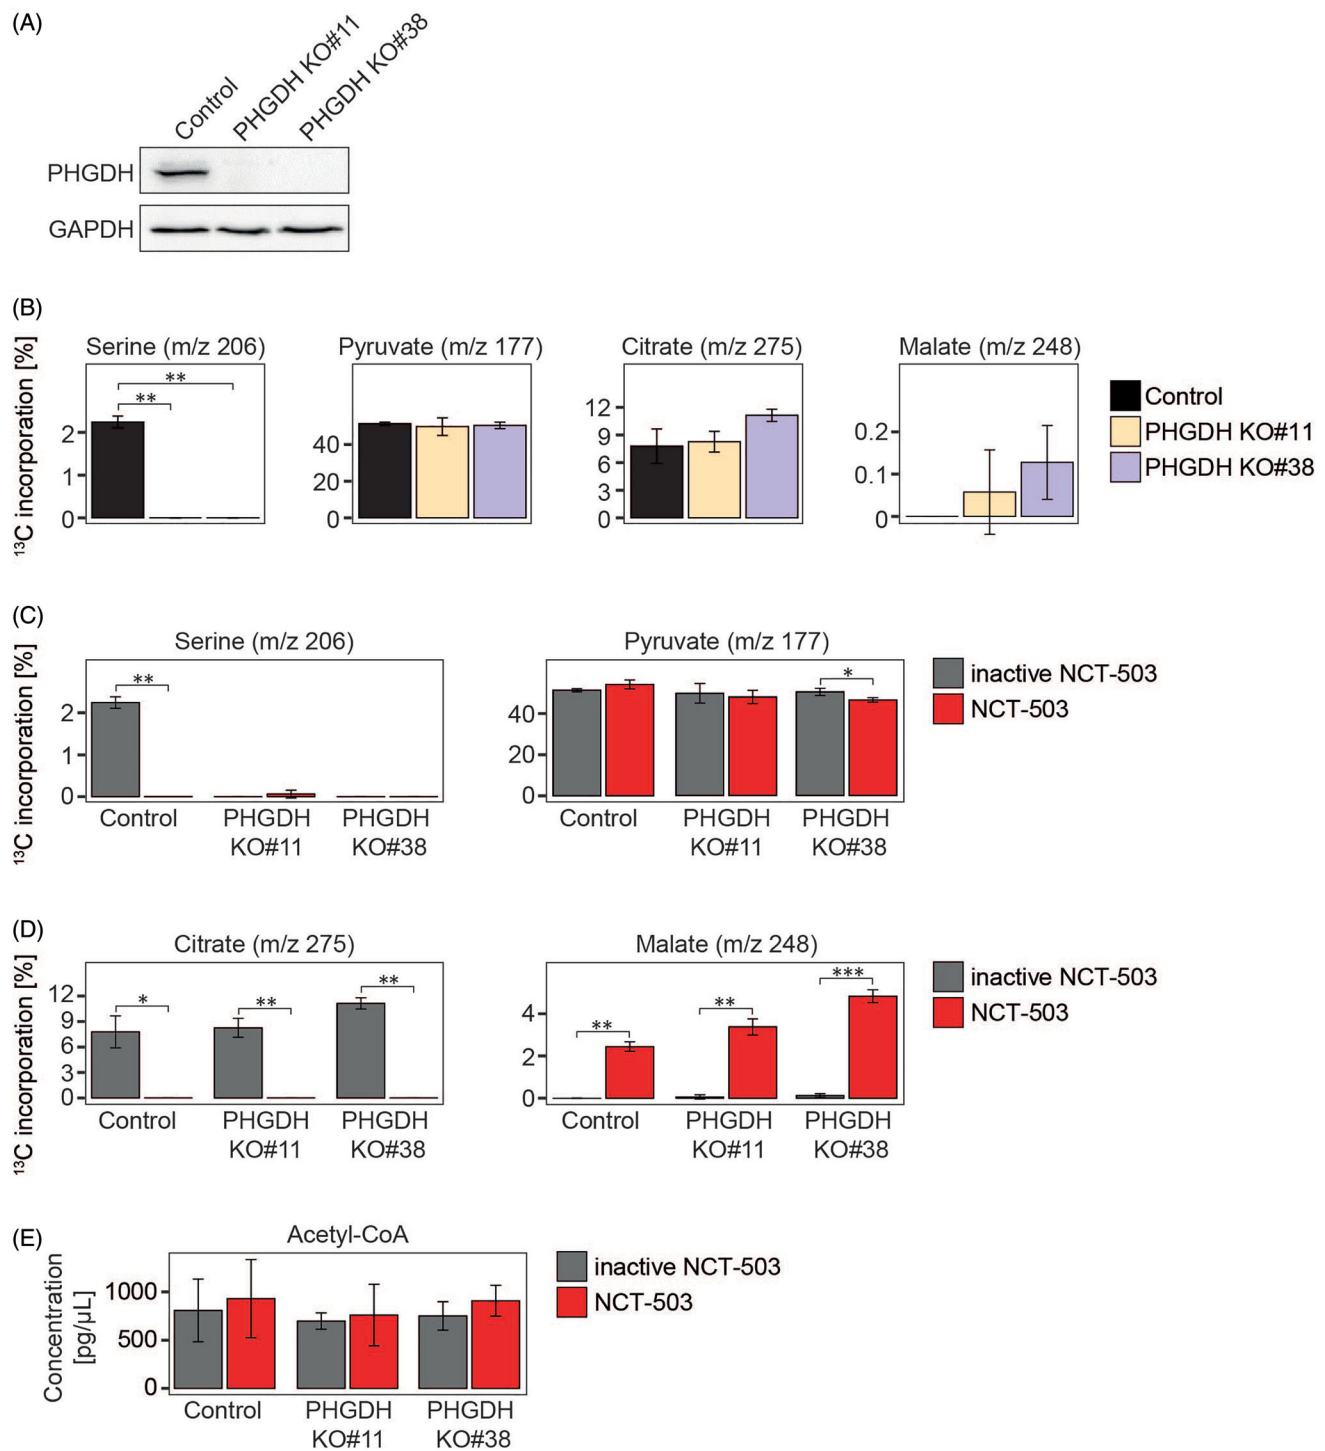 (A)
Control
PHGDH KO#11
PHGDH KO#38
PHGDH
GAPDH
(B)
¹³C incorporation [%]
Serine (m/z 206)
**
**
2
1
0
Pyruvate (m/z 177)
40
20
0
Citrate (m/z 275)
12
9
6
3
0
Malate (m/z 248)
0.2
0.1
0
Control
PHGDH KO#11
PHGDH KO#38
(C)
¹³C incorporation [%]
Serine (m/z 206)
**
2
1
0
Control
PHGDH
KO#11
PHGDH
KO#38
Pyruvate (m/z 177)
*
40
20
0
Control
PHGDH
KO#11
PHGDH
KO#38
inactive NCT-503
NCT-503
(D)
¹³C incorporation [%]
Citrate (m/z 275)
*
**
**
12
9
6
3
0
Control
PHGDH
KO#11
PHGDH
KO#38
Malate (m/z 248)
**
**
***
4
2
0
Control
PHGDH
KO#11
PHGDH
KO#38
inactive NCT-503
NCT-503
(E)
Concentration
[pg/µL]
Acetyl-CoA
1000
500
0
Control
PHGDH
KO#11
PHGDH
KO#38
inactive NCT-503
NCT-503